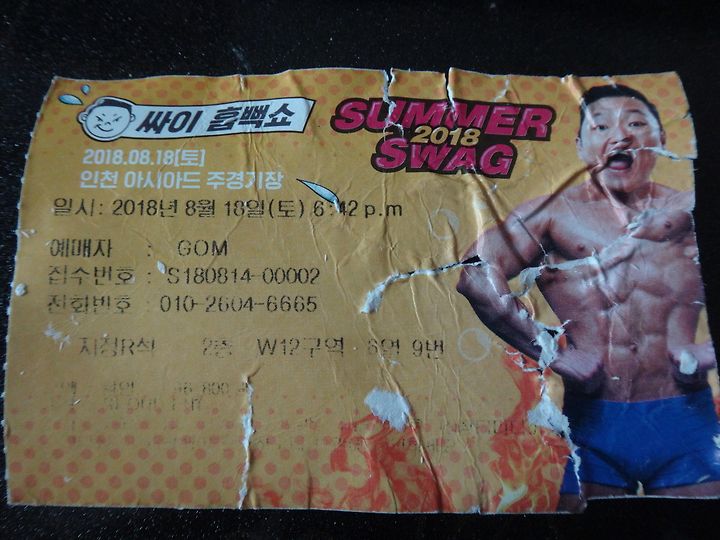 싸이 흠뻑쇼
SUMMER
2018
SWAG
2018.08.18[토]
인천 아시아드 주경기장
일시: 2018년 8월 18일(토) 6:42 p.m
예매자 : GOM
접수번호 : S180814-00002
전화번호 : 010-2604-6665
지정R석 2층 W12구역 6열 9번